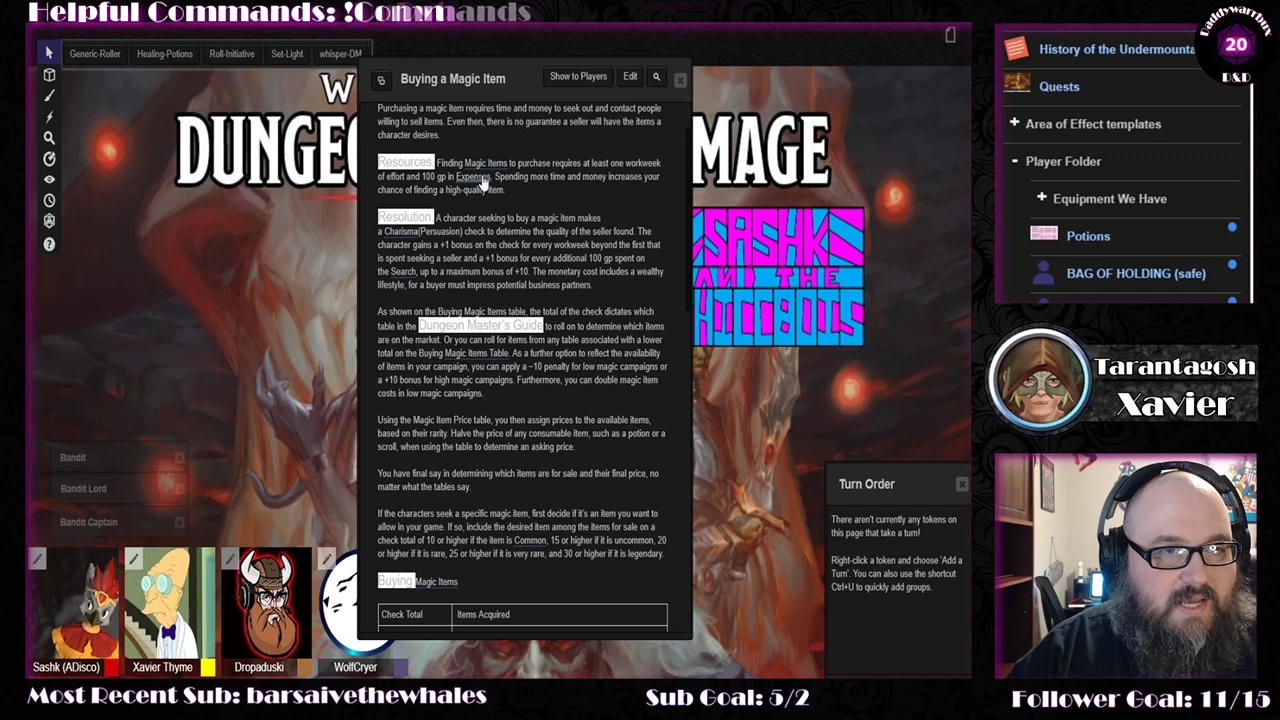 Helpful Commands: !Comm
Daddywarrbux
20
D&D
Generic-Roller
Healing-Potions
Roll-Initiative
Set-Light
whisper-DM
W
DUNGEO
MAGE
Buying a Magic Item
Show to Players
Edit
Purchasing a magic item requires time and money to seek out and contact people
willing to sell items. Even then, there is no guarantee a seller will have the items a
character desires.
Resources. Finding Magic Items to purchase requires at least one workweek
of effort and 100 gp in Expenses. Spending more time and money increases your
chance of finding a high-quality item.
Resolution. A character seeking to buy a magic item makes
a Charisma(Persuasion) check to determine the quality of the seller found. The
character gains a +1 bonus on the check for every workweek beyond the first that
is spent seeking a seller and a +1 bonus for every additional 100 gp spent on
the Search, up to a maximum bonus of +10. The monetary cost includes a wealthy
lifestyle, for a buyer must impress potential business partners.
As shown on the Buying Magic Items table, the total of the check dictates which
table in the Dungeon Master's Guide to roll on to determine which items
are on the market. Or you can roll for items from any table associated with a lower
total on the Buying Magic Items Table. As a further option to reflect the availability
of items in your campaign, you can apply a −10 penalty for low magic campaigns or
a +10 bonus for high magic campaigns. Furthermore, you can double magic item
costs in low magic campaigns.
Using the Magic Item Price table, you then assign prices to the available items,
based on their rarity. Halve the price of any consumable item, such as a potion or a
scroll, when using the table to determine an asking price.
You have final say in determining which items are for sale and their final price, no
matter what the tables say.
If the characters seek a specific magic item, first decide if it's an item you want to
allow in your game. If so, include the desired item among the items for sale on a
check total of 10 or higher if the item is Common, 15 or higher if it is uncommon, 20
or higher if it is rare, 25 or higher if it is very rare, and 30 or higher if it is legendary.
Buying Magic Items
Check Total
Items Acquired
SASHK
AND THE
HICCBOIS
History of the Undermounta
Quests
+ Area of Effect templates
- Player Folder
+ Equipment We Have
Potions
BAG OF HOLDING (safe)
Tarantagosh
Xavier
Turn Order
There aren't currently any tokens on
this page that take a turn!
Right-click a token and choose 'Add a
Turn'. You can also use the shortcut
Ctrl+U to quickly add groups.
Bandit
Bandit Lord
Bandit Captain
Sashk (ADisco)
Xavier Thyme
Dropaduski
WolfCryer
Most Recent Sub: barsaivethewhales
Sub Goal: 5/2
Follower Goal: 11/15